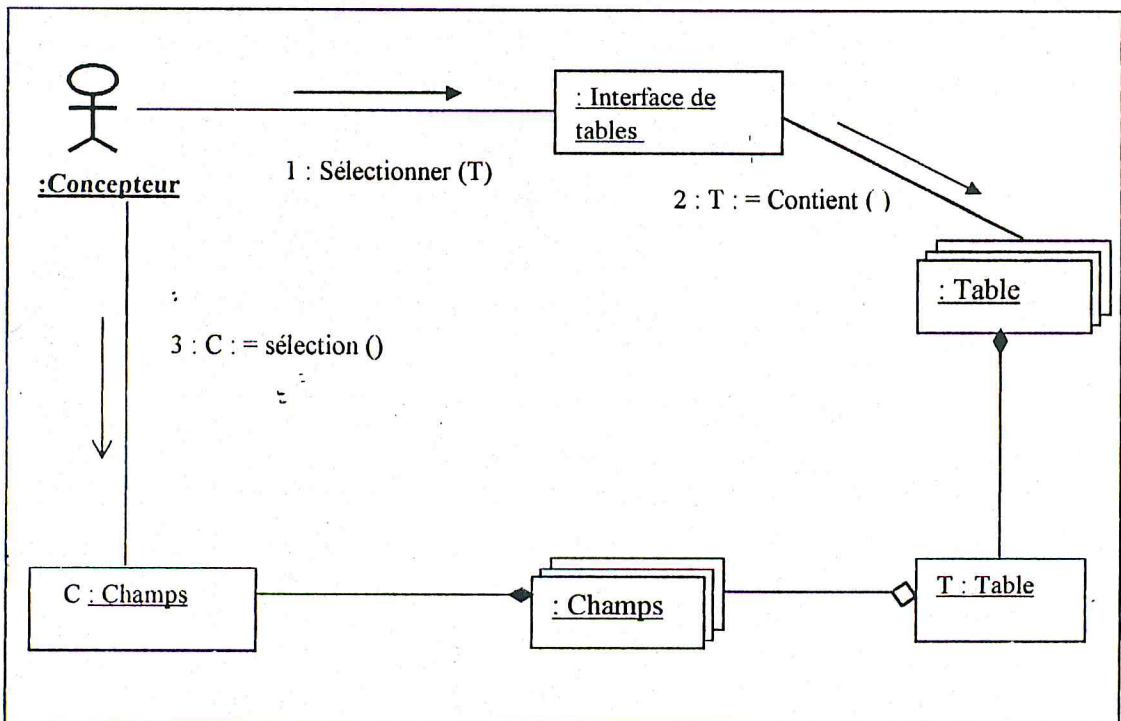 : Interface de
tables
1 : Sélectionner (T)
:Concepteur
2 : T : = Contient ( )
: Table
3 : C : = sélection ()
C : Champs
: Champs
T : Table